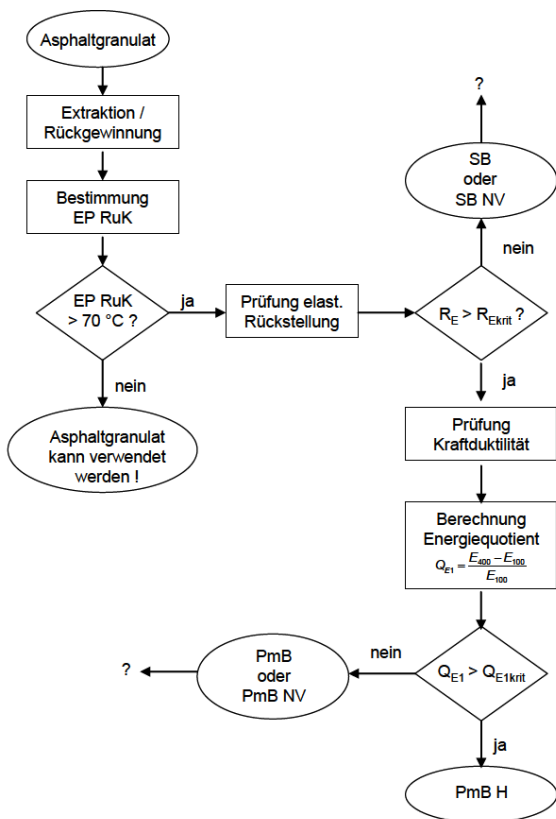 Asphaltgranulat
Extraktion /
Rückgewinnung
Bestimmung
EP RuK
EP RuK
> 70 °C ?
ja
nein
Asphaltgranulat
kann verwendet
werden !
Prüfung elast.
Rückstellung
R_E > R_Ekrit ?
nein
SB
oder
SB NV
?
ja
Prüfung
Kraftduktilität
Berechnung
Energiequotient
Q_E1 = (E_400 − E_100) / E_100
Q_E1 > Q_E1krit ?
nein
PmB
oder
PmB NV
?
ja
PmB H